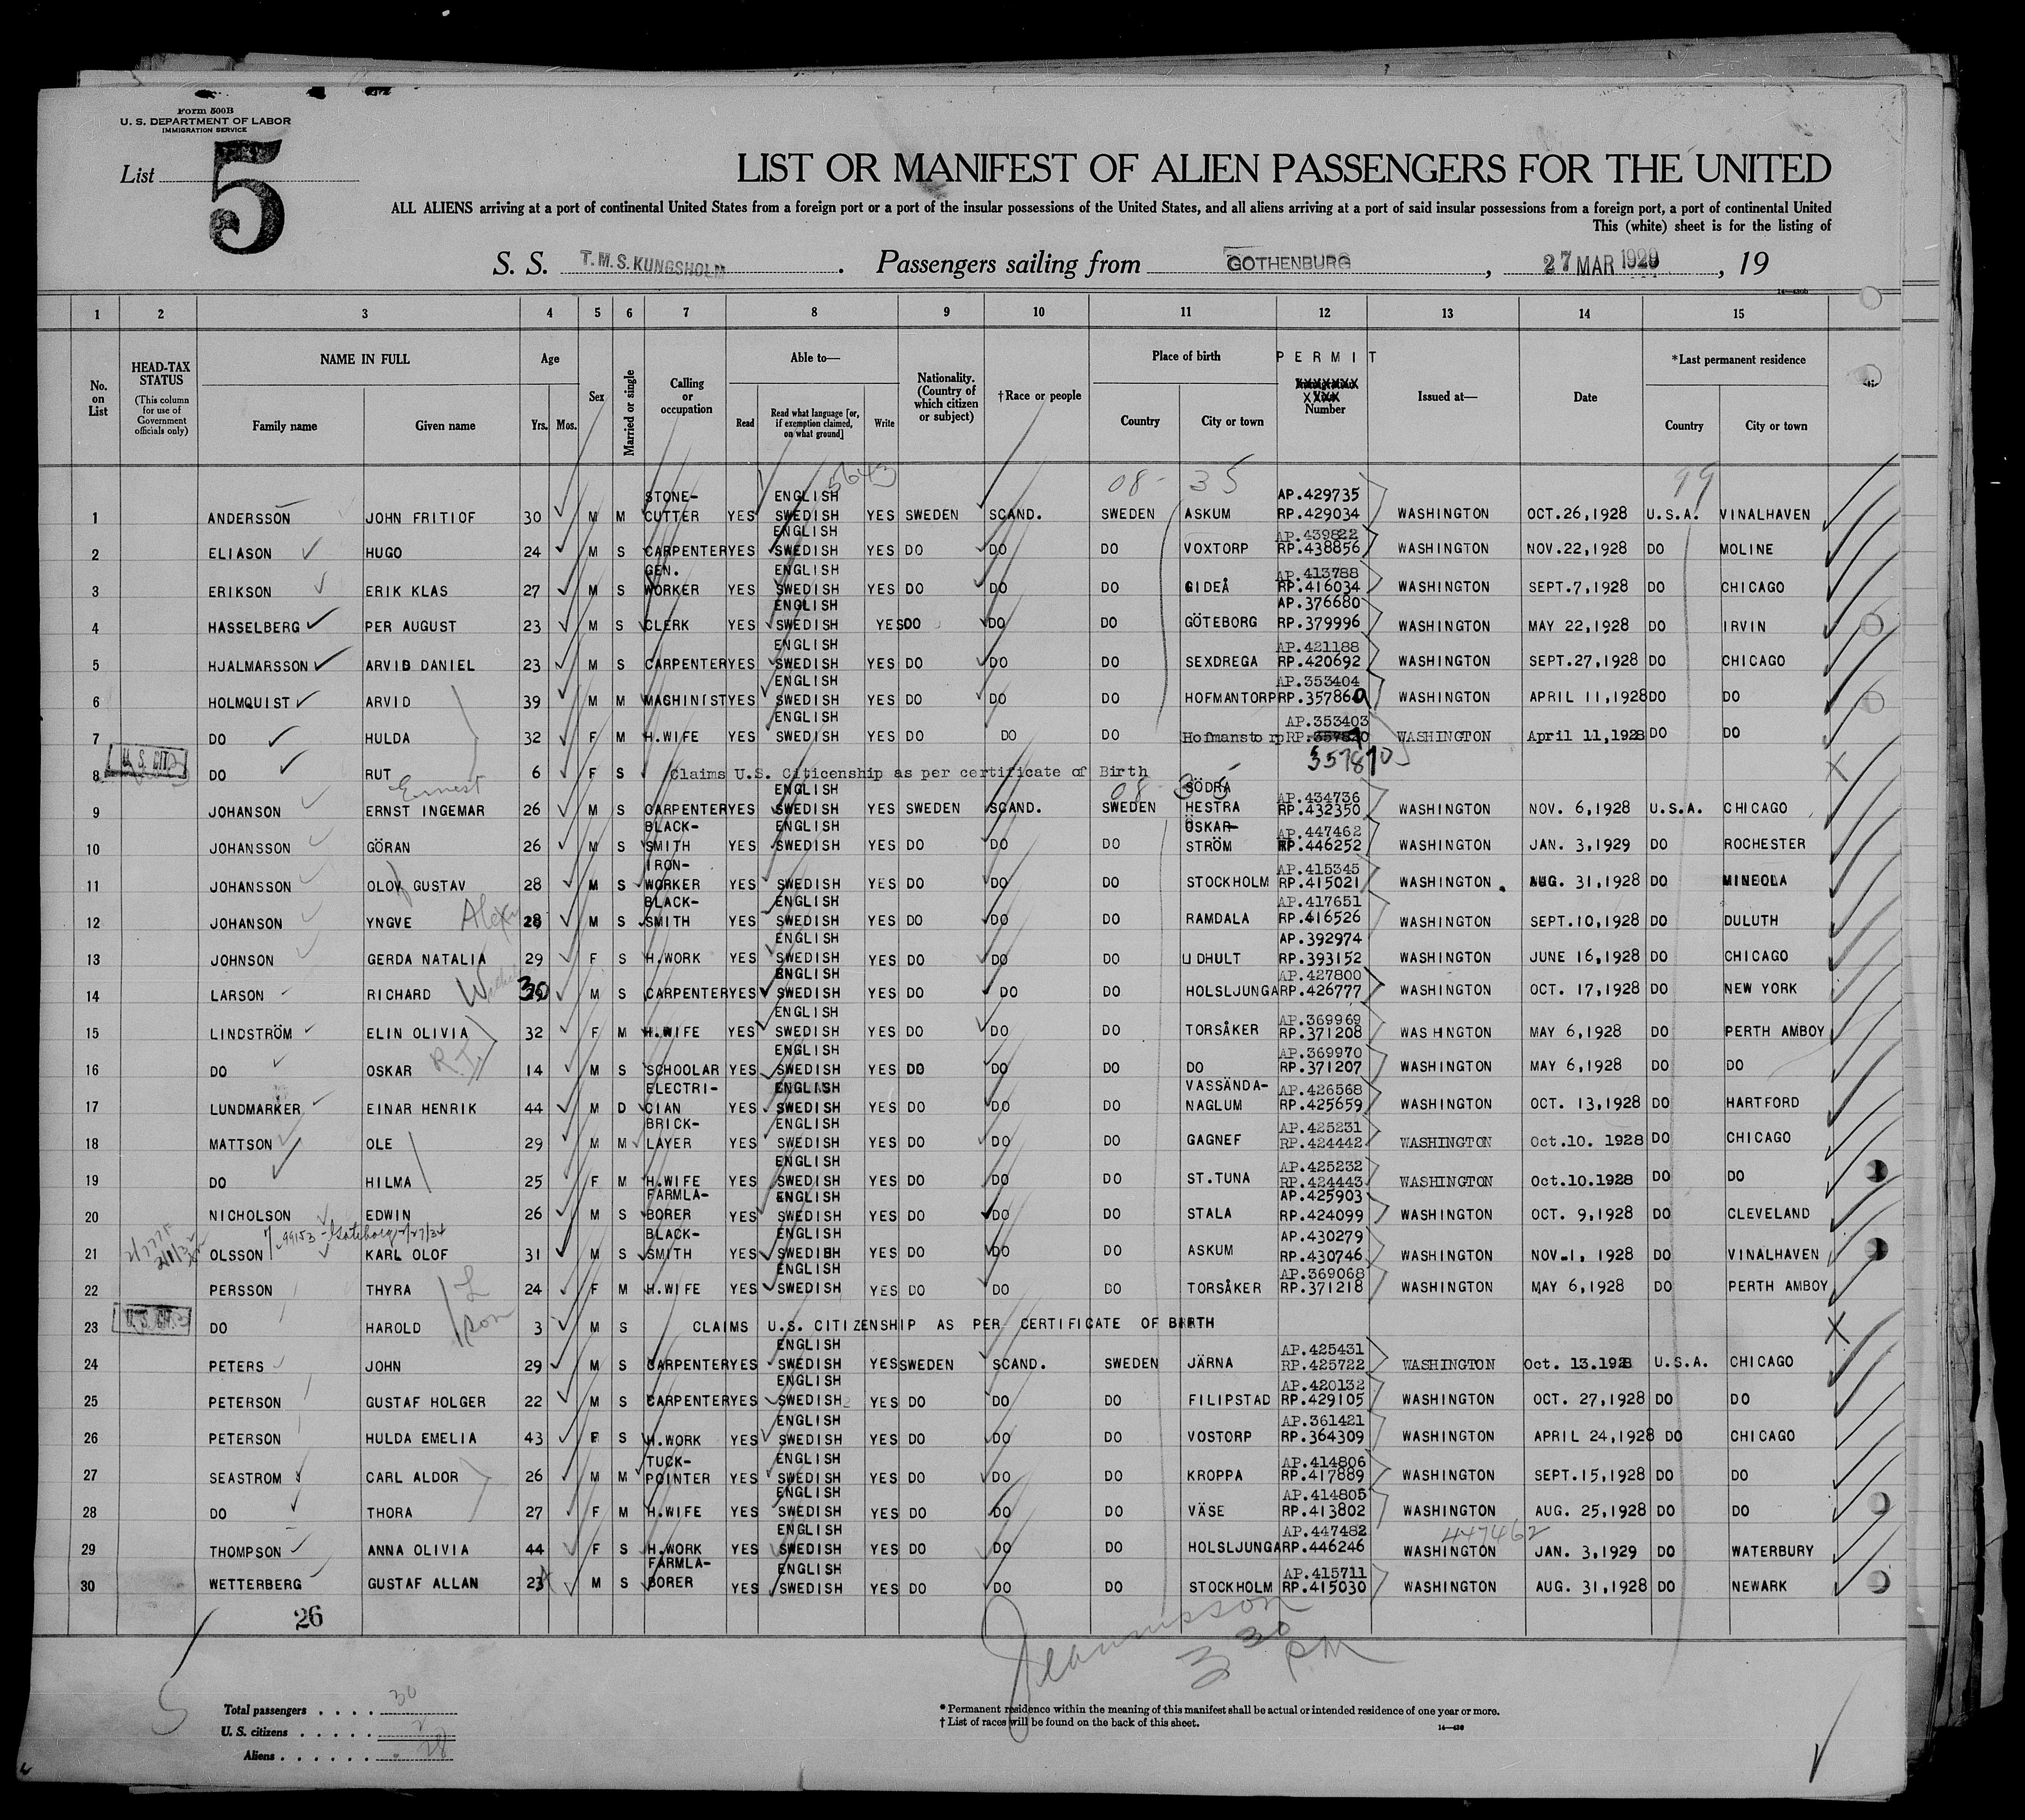 Form 500B
U. S. DEPARTMENT OF LABOR
IMMIGRATION SERVICE
List 5
LIST OR MANIFEST OF ALIEN PASSENGERS FOR THE UNITED
ALL ALIENS arriving at a port of continental United States from a foreign port or a port of the insular possessions of the United States, and all aliens arriving at a port of said insular possessions from a foreign port, a port of continental United
This (white) sheet is for the listing of
S. S. T.M.S. KUNGSHOLM. Passengers sailing from GOTHENBURG, 27 MAR 1929, 19
1 2 3 4 5 6 7 8 9 10 11 12 13 14 15
No. on List
HEAD-TAX STATUS (This column for use of Government officials only)
NAME IN FULL Family name Given name
Age Yrs. Mos.
Sex
Married or single
Calling or occupation
Able to— Read Read what language [or, if exemption claimed, on what ground] Write
Nationality. (Country of which citizen or subject)
†Race or people
Place of birth Country City or town
PERMIT Number
Issued at—
Date
*Last permanent residence Country City or town
5643 08- 35 99
1 ANDERSSON JOHN FRITIOF 30 M M STONE-CUTTER YES ENGLISH SWEDISH YES SWEDEN SCAND. SWEDEN ASKUM AP.429735 RP.429034 WASHINGTON OCT.26,1928 U.S.A. VINALHAVEN
2 ELIASON HUGO 24 M S CARPENTER YES ENGLISH SWEDISH YES DO DO DO VOXTORP AP.439822 RP.438856 WASHINGTON NOV.22,1928 DO MOLINE
3 ERIKSON ERIK KLAS 27 M S GEN. WORKER YES ENGLISH SWEDISH YES DO DO DO GIDEÅ AP.413788 RP.416034 WASHINGTON SEPT.7,1928 DO CHICAGO
4 HASSELBERG PER AUGUST 23 M S CLERK YES ENGLISH SWEDISH YES DO DO DO GÖTEBORG AP.376680 RP.379996 WASHINGTON MAY 22,1928 DO IRVIN
5 HJALMARSSON ARVID DANIEL 23 M S CARPENTER YES ENGLISH SWEDISH YES DO DO DO SEXDREGA AP.421188 RP.420692 WASHINGTON SEPT.27,1928 DO CHICAGO
6 HOLMQUIST ARVID 39 M M MACHINIST YES ENGLISH SWEDISH YES DO DO DO HOFMANTORP AP.353404 RP.357869 WASHINGTON APRIL 11,1928 DO DO
7 DO HULDA 32 F M H.WIFE YES ENGLISH SWEDISH YES DO DO DO Hofmanstorp AP.353403 RP. 357870 WASHINGTON April 11,1928 DO DO
U. S. CIT.
8 DO RUT 6 F S Claims U.S. Citicenship as per certificate of Birth
Ernest 08- 35
9 JOHANSON ERNST INGEMAR 26 M S CARPENTER YES ENGLISH SWEDISH YES SWEDEN SCAND. SWEDEN SÖDRA HESTRA AP.434736 RP.432350 WASHINGTON NOV. 6,1928 U.S.A. CHICAGO
10 JOHANSSON GÖRAN 26 M S BLACK-SMITH YES ENGLISH SWEDISH YES DO DO DO OSKAR-STRÖM AP.447462 RP.446252 WASHINGTON JAN. 3,1929 DO ROCHESTER
11 JOHANSSON OLOV GUSTAV 28 M S IRON-WORKER YES SWEDISH YES DO DO DO STOCKHOLM AP.415345 RP.415021 WASHINGTON. AUG. 31,1928 DO MINEOLA
12 JOHANSON YNGVE 28 M S BLACK-SMITH YES ENGLISH SWEDISH YES DO DO DO RAMDALA AP.417651 RP.416526 WASHINGTON SEPT.10,1928 DO DULUTH
13 JOHNSON GERDA NATALIA 29 F S H.WORK YES ENGLISH SWEDISH YES DO DO DO LIDHULT AP.392974 RP.393152 WASHINGTON JUNE 16,1928 DO CHICAGO
14 LARSON RICHARD 30 M S CARPENTER YES ENGLISH SWEDISH YES DO DO DO HOLSLJUNGA AP.427800 RP.426777 WASHINGTON OCT. 17,1928 DO NEW YORK
15 LINDSTRÖM ELIN OLIVIA 32 F M H.WIFE YES ENGLISH SWEDISH YES DO DO DO TORSÅKER AP.369969 RP.371208 WASHINGTON MAY 6,1928 DO PERTH AMBOY
16 DO OSKAR 14 M S SCHOOLAR YES ENGLISH SWEDISH YES DO DO DO DO AP.369970 RP.371207 WASHINGTON MAY 6,1928 DO DO
17 LUNDMARKER EINAR HENRIK 44 M D ELECTRI-CIAN YES ENGLISH SWEDISH YES DO DO DO VASSÄNDA-NAGLUM AP.426568 RP.425659 WASHINGTON OCT. 13,1928 DO HARTFORD
18 MATTSON OLE 29 M M BRICK-LAYER YES ENGLISH SWEDISH YES DO DO DO GAGNEF AP.425231 RP.424442 WASHINGTON Oct.10. 1928 DO CHICAGO
19 DO HILMA 25 F M H.WIFE YES ENGLISH SWEDISH YES DO DO DO ST.TUNA AP.425232 RP.424443 WASHINGTON Oct.10.1928 DO DO
20 NICHOLSON EDWIN 26 M S FARMLA-BORER YES ENGLISH SWEDISH YES DO DO DO STALA AP.425903 RP.424099 WASHINGTON OCT. 9,1928 DO CLEVELAND
21 OLSSON KARL OLOF 31 M S BLACK-SMITH YES ENGLISH SWEDISH YES DO DO DO ASKUM AP.430279 RP.430746 WASHINGTON NOV.1, 1928 DO VINALHAVEN
22 PERSSON THYRA 24 F M H.WIFE YES ENGLISH SWEDISH YES DO DO DO TORSÅKER AP.369068 RP.371218 WASHINGTON MAY 6,1928 DO PERTH AMBOY
U. S. CIT.
23 DO HAROLD son 3 M S CLAIMS U.S. CITIZENSHIP AS PER CERTIFICATE OF BIRTH
24 PETERS JOHN 29 M S CARPENTER YES ENGLISH SWEDISH YES SWEDEN SCAND. SWEDEN JÄRNA AP.425431 RP.425722 WASHINGTON Oct. 13.1928 U.S.A. CHICAGO
25 PETERSON GUSTAF HOLGER 22 M S CARPENTER YES ENGLISH SWEDISH YES DO DO DO FILIPSTAD AP.420132 RP.429105 WASHINGTON OCT. 27,1928 DO DO
26 PETERSON HULDA EMELIA 43 F S H.WORK YES ENGLISH SWEDISH YES DO DO DO VOSTORP AP.361421 RP.364309 WASHINGTON APRIL 24,1928 DO CHICAGO
27 SEASTROM CARL ALDOR 26 M M TUCK-POINTER YES ENGLISH SWEDISH YES DO DO DO KROPPA AP.414806 RP.417889 WASHINGTON SEPT.15,1928 DO DO
28 DO THORA 27 F M H.WIFE YES ENGLISH SWEDISH YES DO DO DO VÄSE AP.414805 RP.413802 WASHINGTON AUG. 25,1928 DO DO
447462
29 THOMPSON ANNA OLIVIA 44 F S H.WORK YES ENGLISH SWEDISH YES DO DO DO HOLSLJUNGA AP.447482 RP.446246 WASHINGTON JAN. 3,1929 DO WATERBURY
30 WETTERBERG GUSTAF ALLAN 23 M S FARMLA-BORER YES ENGLISH SWEDISH YES DO DO DO STOCKHOLM AP.415711 RP.415030 WASHINGTON AUG. 31,1928 DO NEWARK
26
3 30 PM
Total passengers . . . . 30
U. S. citizens . . . . . 2
Aliens . . . . . . 28
* Permanent residence within the meaning of this manifest shall be actual or intended residence of one year or more.
† List of races will be found on the back of this sheet.
14—430